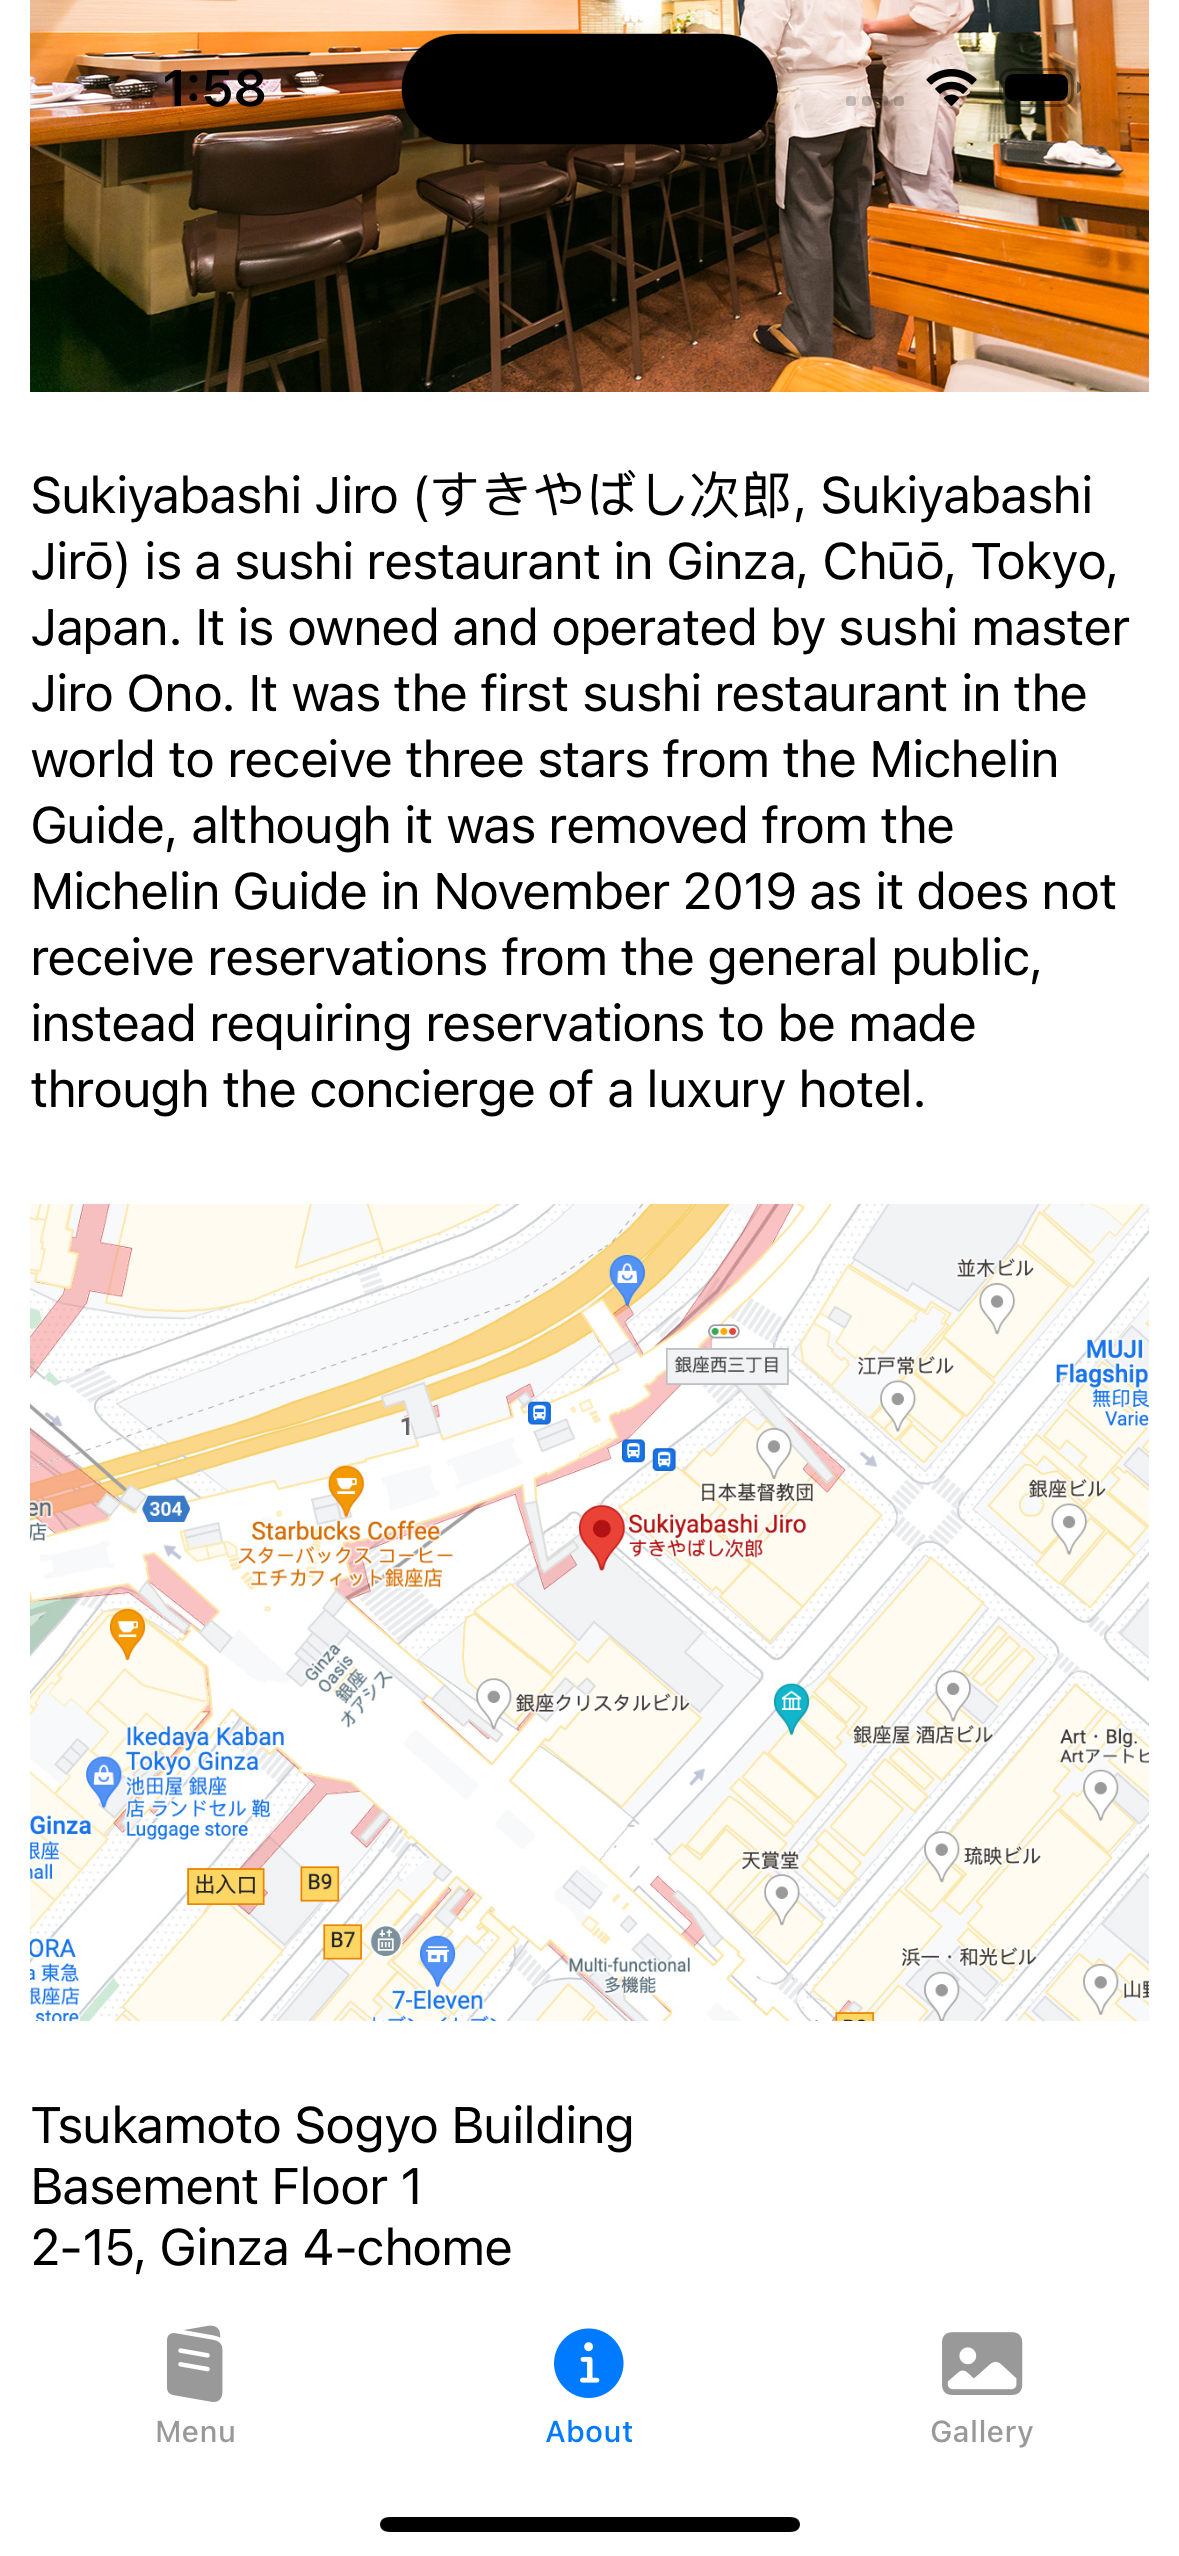 1:58
Sukiyabashi Jiro (すきやばし次郎, Sukiyabashi
Jirō) is a sushi restaurant in Ginza, Chūō, Tokyo,
Japan. It is owned and operated by sushi master
Jiro Ono. It was the first sushi restaurant in the
world to receive three stars from the Michelin
Guide, although it was removed from the
Michelin Guide in November 2019 as it does not
receive reservations from the general public,
instead requiring reservations to be made
through the concierge of a luxury hotel.
並木ビル
銀座西三丁目
江戸常ビル
MUJI
Flagship
無印良
Varie
1
日本基督教団
銀座ビル
en
店
304
Starbucks Coffee
スターバックス コーヒー
エチカフィット銀座店
Sukiyabashi Jiro
すきやばし次郎
Ginza
Oasis
銀座
オアシス
銀座クリスタルビル
銀座屋 酒店ビル
Art・Blg.
Artアートビ
Ikedaya Kaban
Tokyo Ginza
池田屋 銀座
店 ランドセル 鞄
Luggage store
Ginza
銀座
all
出入口
B9
B7
天賞堂
琉映ビル
ORA
a 東急
銀座店
store
7-Eleven
Multi-functional
多機能
浜一・和光ビル
山野
Tsukamoto Sogyo Building
Basement Floor 1
2-15, Ginza 4-chome
Menu
About
Gallery